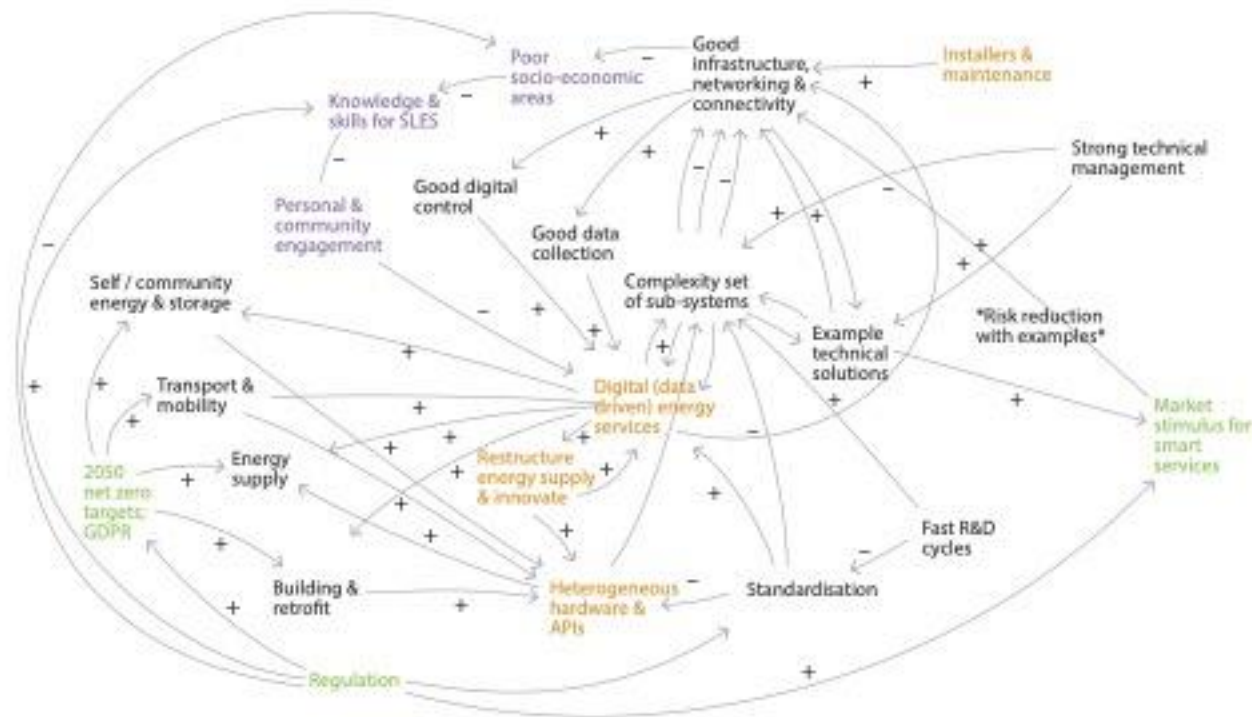 Good
infrastructure,
networking &
connectivity
Installers &
maintenance
Poor
socio-economic
areas
Knowledge &
skills for SLES
Strong technical
management
Good digital
control
Personal &
community
engagement
Good data
collection
Self / community
energy & storage
Complexity set
of sub-systems
*Risk reduction
with examples*
Example
technical
solutions
Transport &
mobility
Digital (data
driven) energy
services
Market
stimulus for
smart
services
Energy
supply
Restructure
energy supply
& innovate
2050
net zero
targets;
GDPR
Fast R&D
cycles
Building &
retrofit
Heterogeneous
hardware &
APIs
Standardisation
Regulation